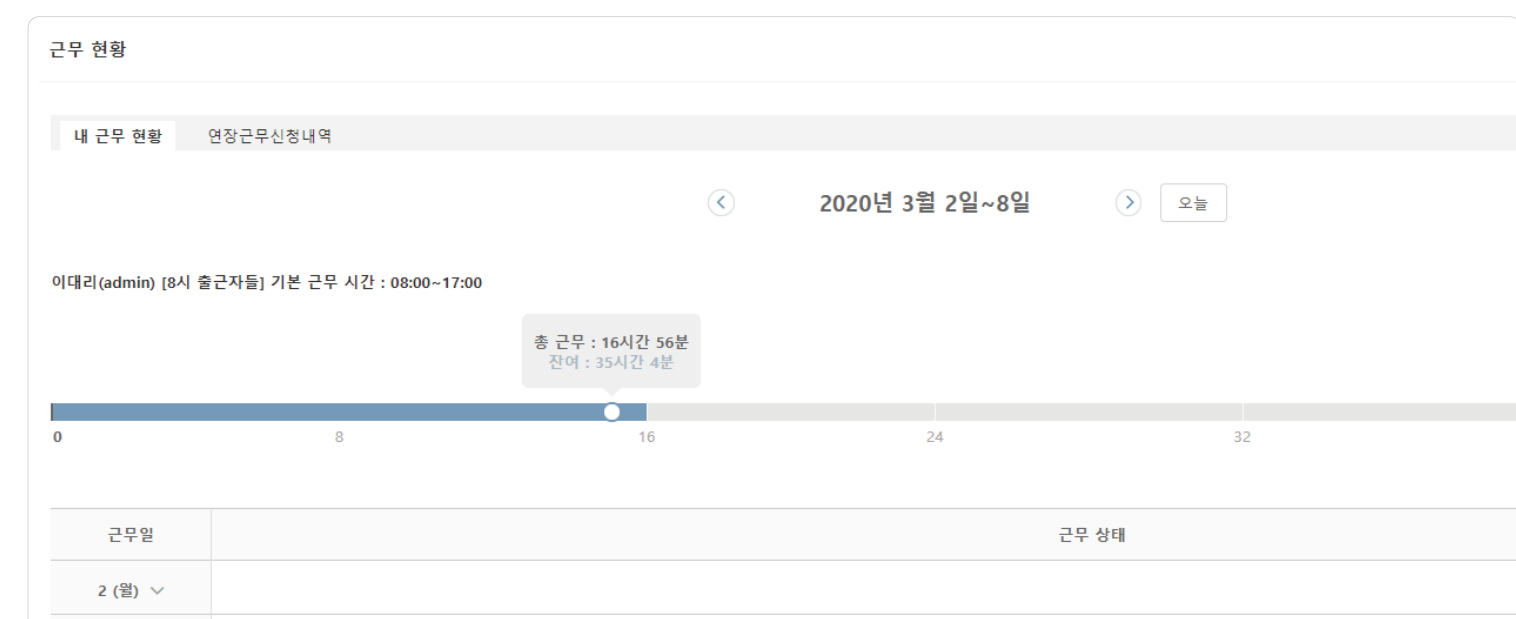 근무 현황
내 근무 현황 연장근무신청내역
2020년 3월 2일~8일 오늘
이대리(admin) [8시 출근자들] 기본 근무 시간 : 08:00~17:00
총 근무 : 16시간 56분
잔여 : 35시간 4분
0 8 16 24 32
근무일 근무 상태
2 (월)